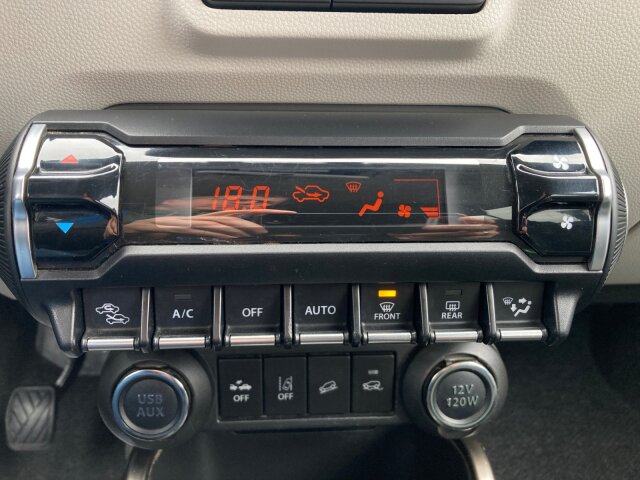 18.0
A/C
OFF
AUTO
FRONT
REAR
OFF
OFF
USB
AUX
12V
120W